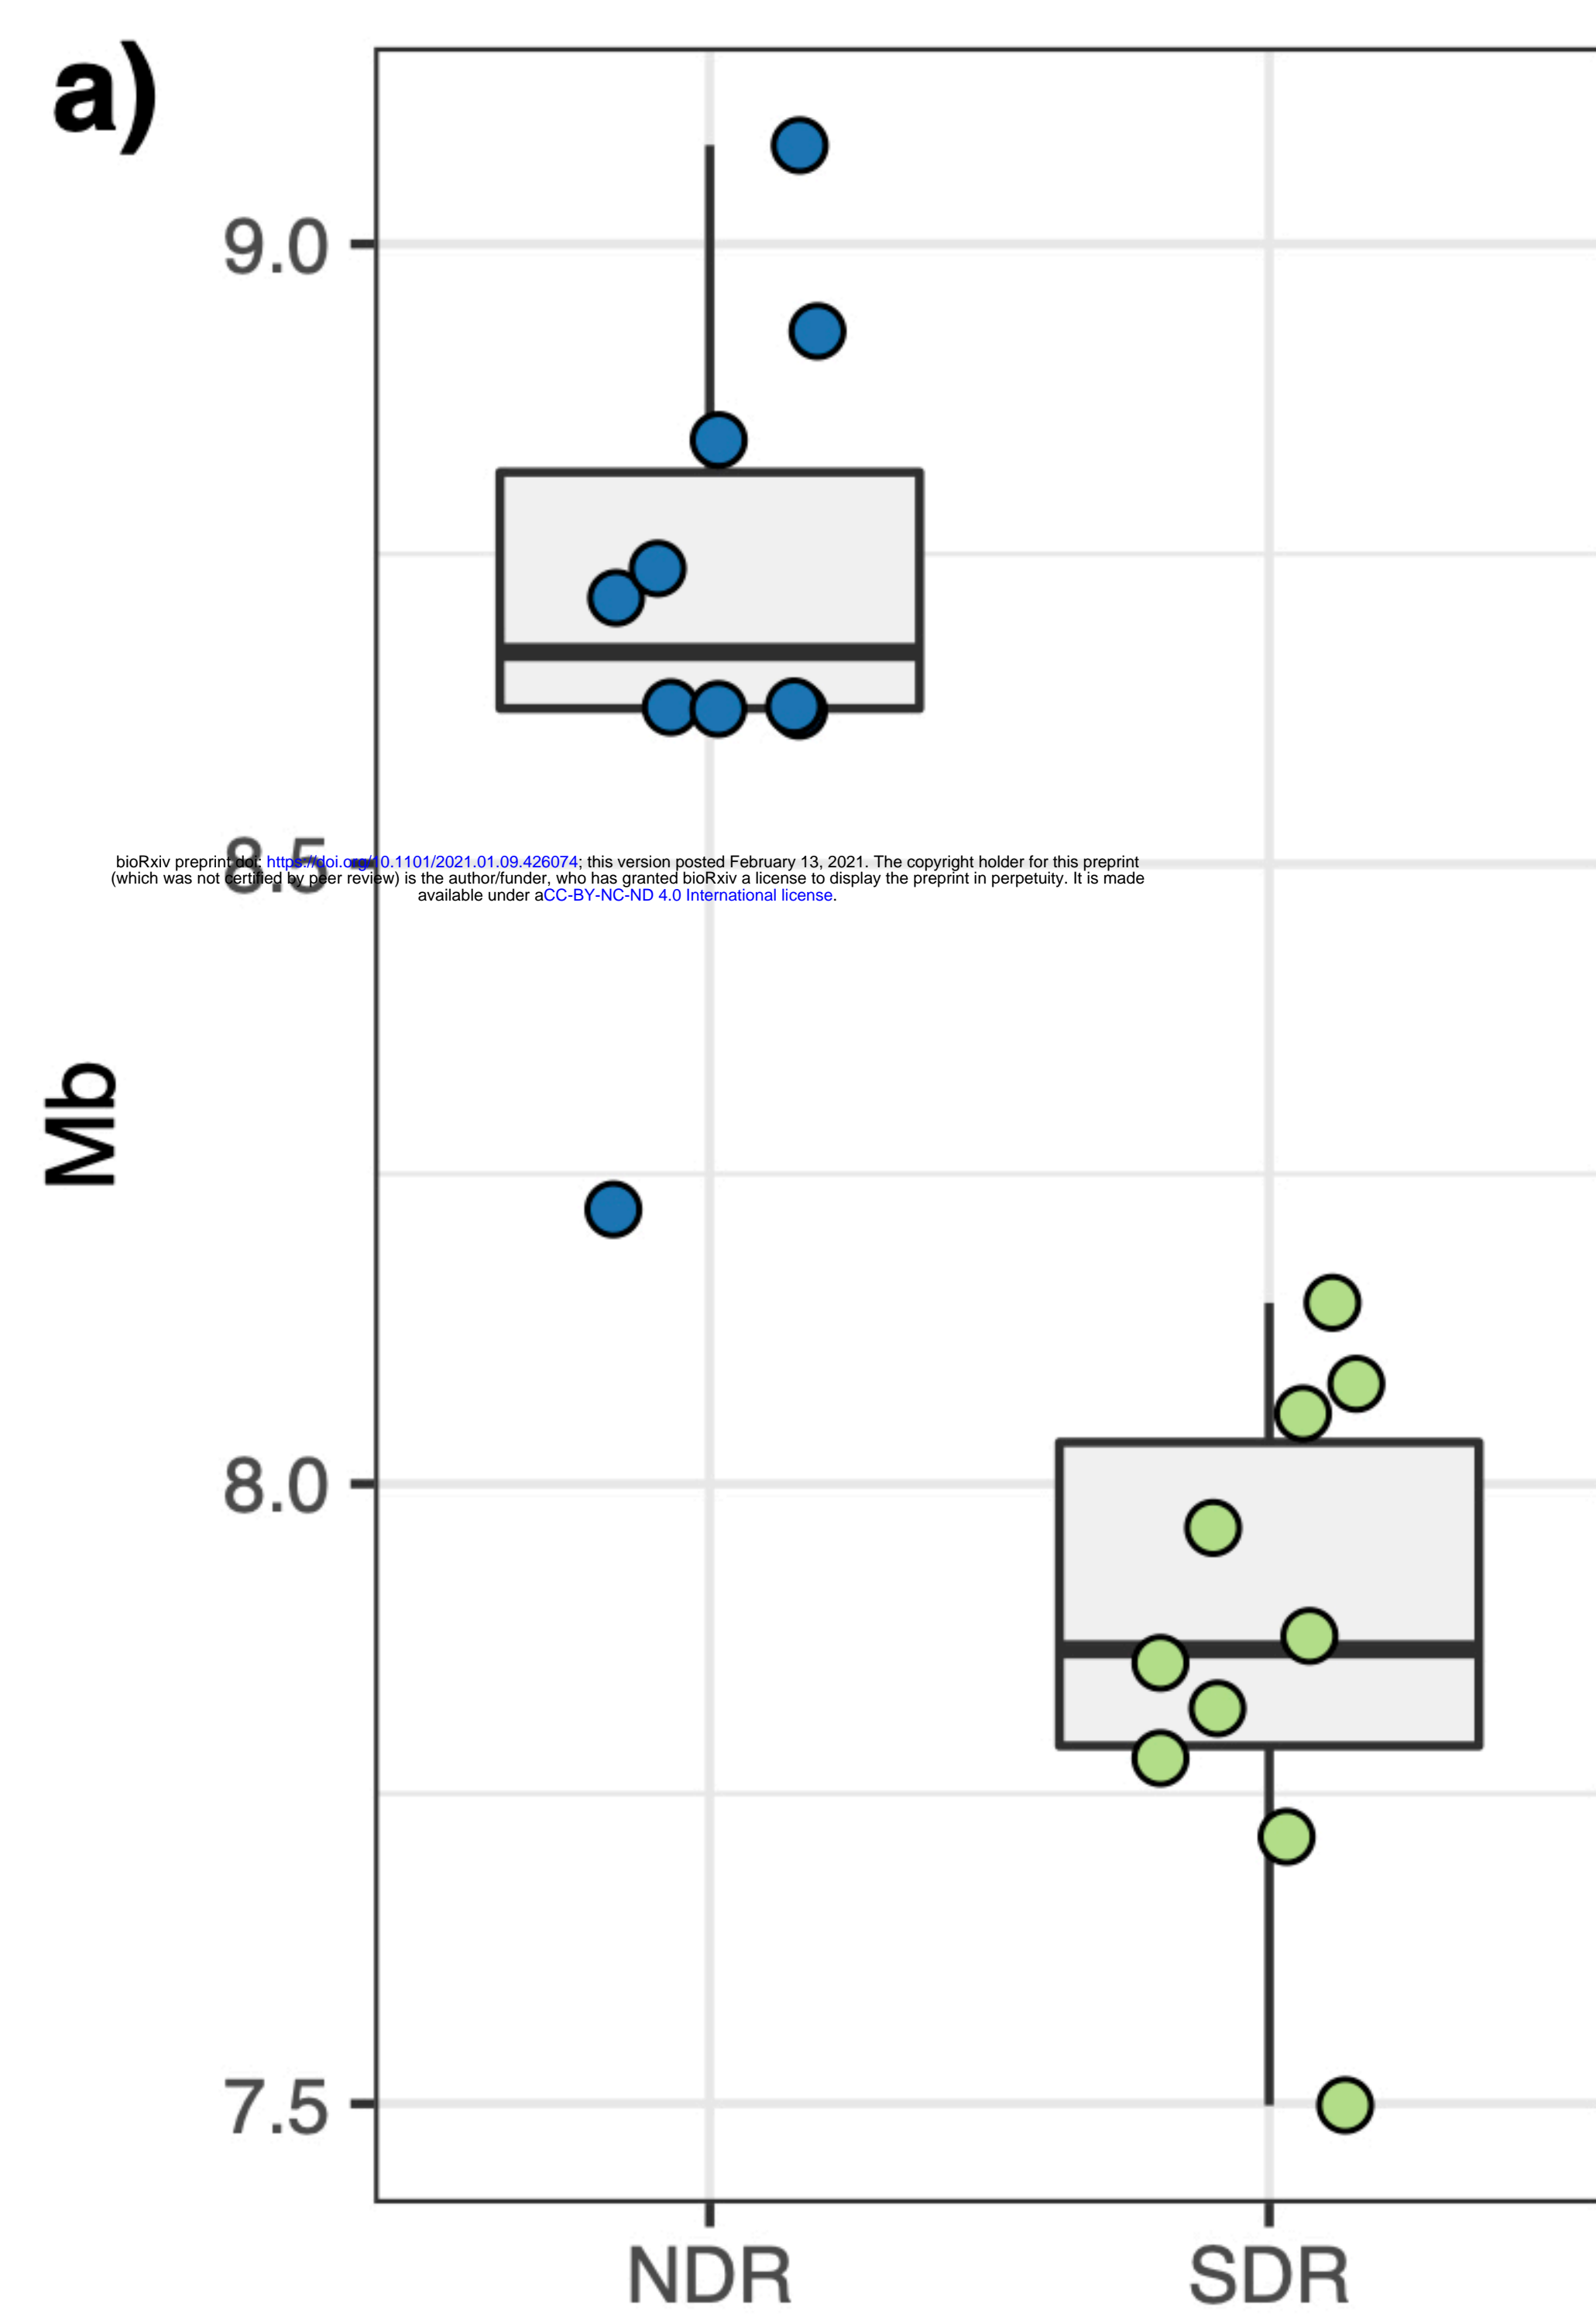 a)
9.0
8.5
bioRxiv preprint doi: https://doi.org/10.1101/2021.01.09.426074; this version posted February 13, 2021. The copyright holder for this preprint
(which was not certified by peer review) is the author/funder, who has granted bioRxiv a license to display the preprint in perpetuity. It is made
available under aCC-BY-NC-ND 4.0 International license.
Mb
8.0
7.5
NDR SDR